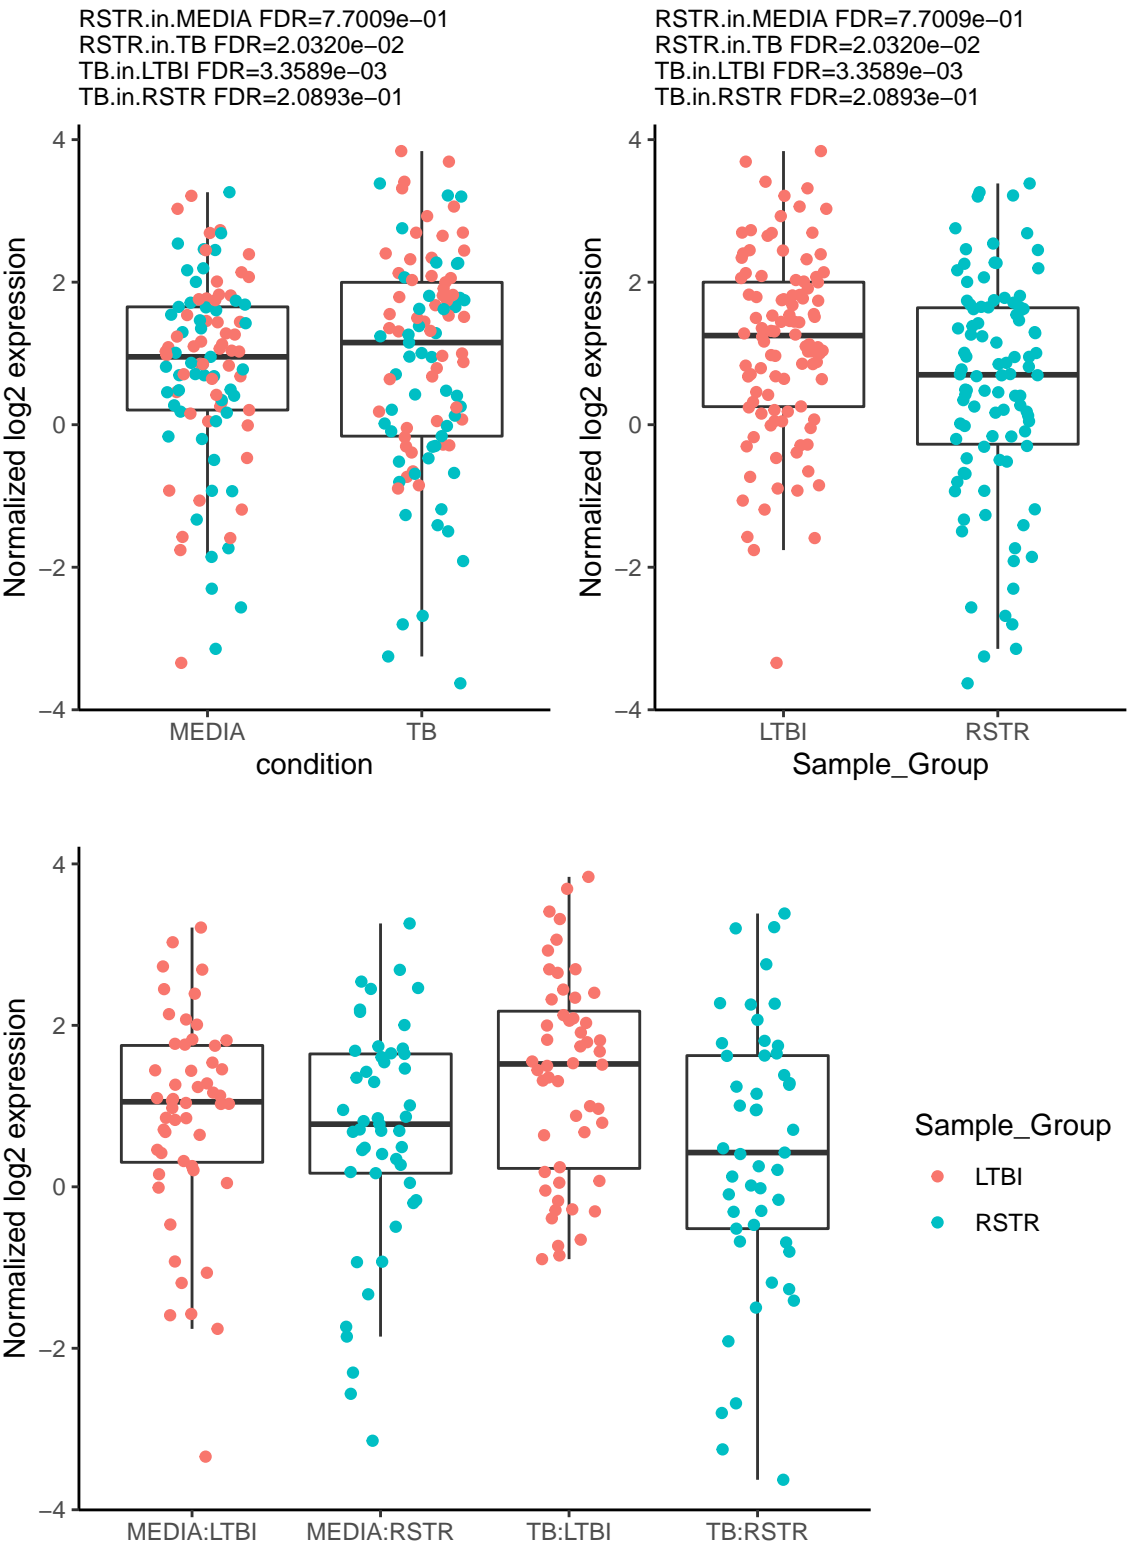 RSTR.in.MEDIA FDR=7.7009e−01
RSTR.in.TB FDR=2.0320e−02
TB.in.LTBI FDR=3.3589e−03
TB.in.RSTR FDR=2.0893e−01
4
2
0
−2
−4
Normalized log2 expression
MEDIA TB
condition
RSTR.in.MEDIA FDR=7.7009e−01
RSTR.in.TB FDR=2.0320e−02
TB.in.LTBI FDR=3.3589e−03
TB.in.RSTR FDR=2.0893e−01
4
2
0
−2
−4
Normalized log2 expression
LTBI RSTR
Sample_Group
4
2
0
−2
−4
Normalized log2 expression
MEDIA:LTBI MEDIA:RSTR TB:LTBI TB:RSTR
Sample_Group
LTBI
RSTR